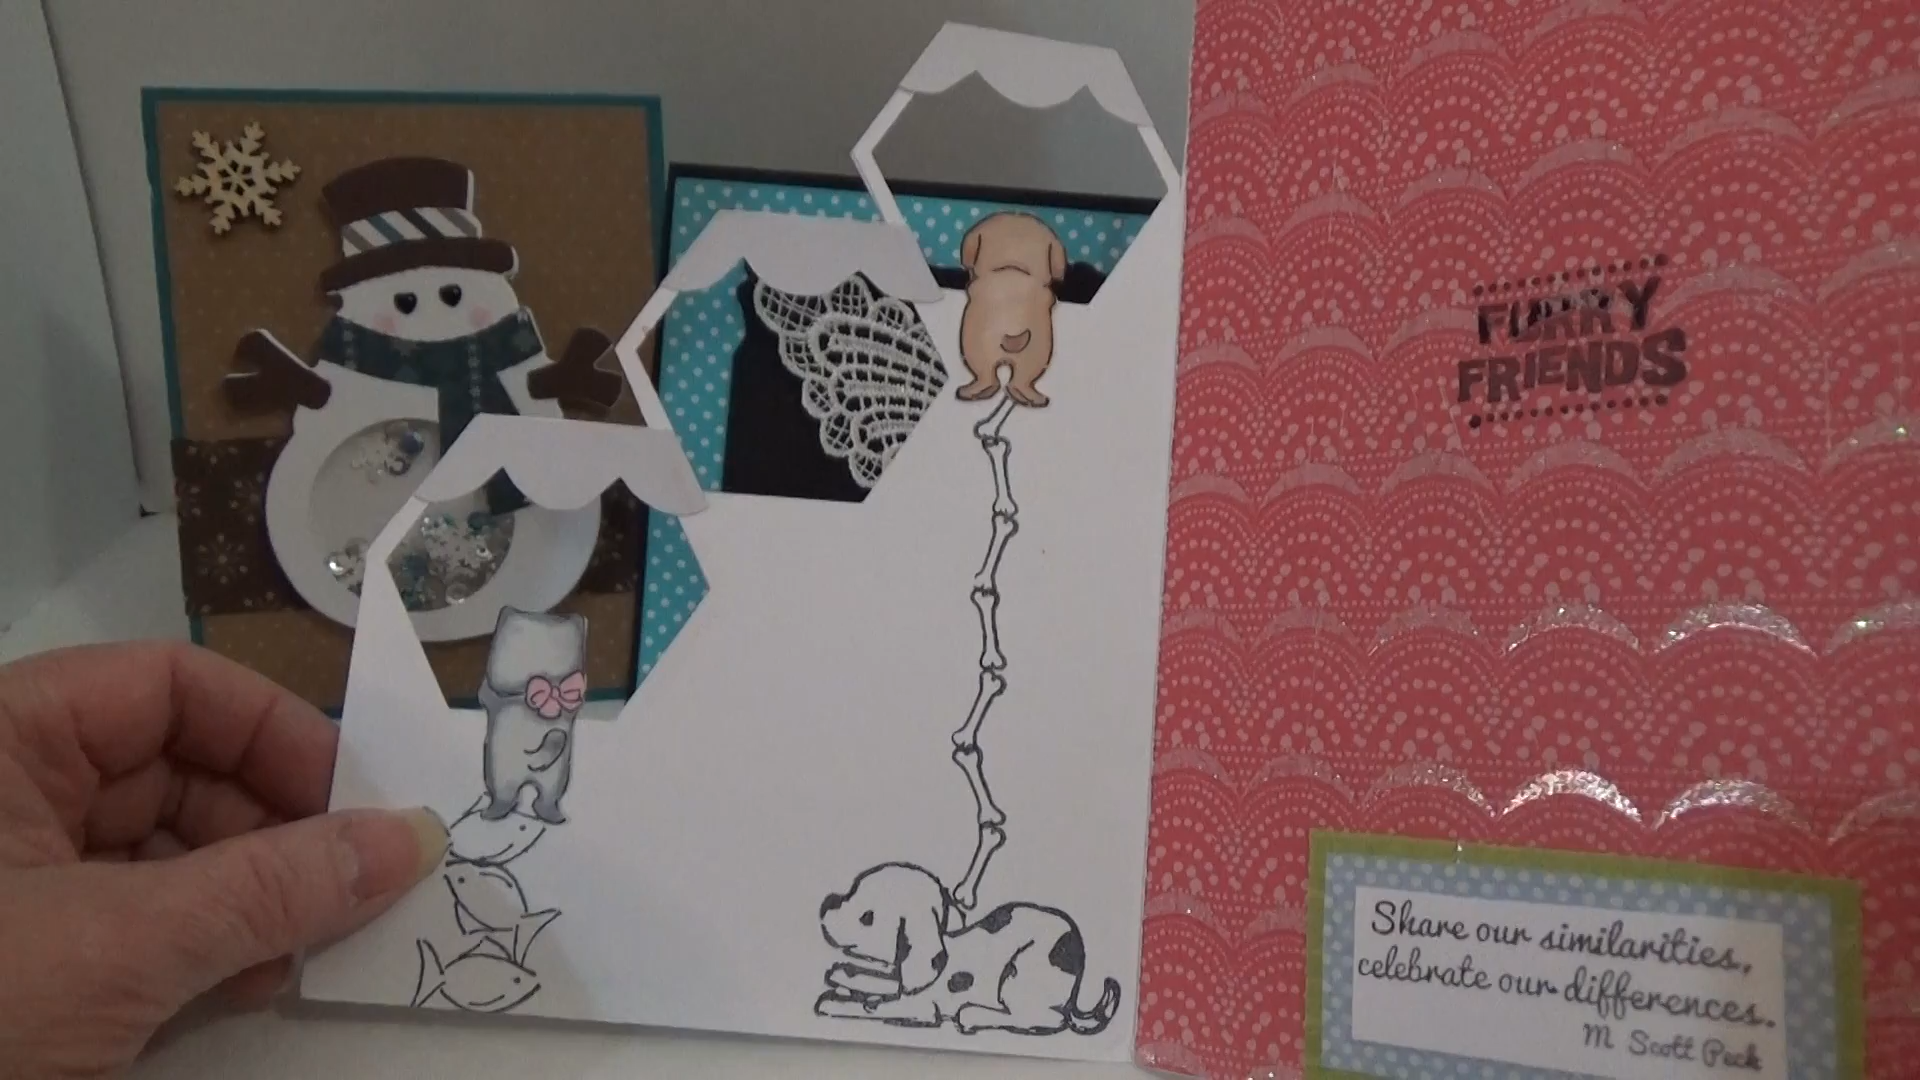 FURRY
FRIENDS
Share our similarities,
celebrate our differences.
M Scott Peck